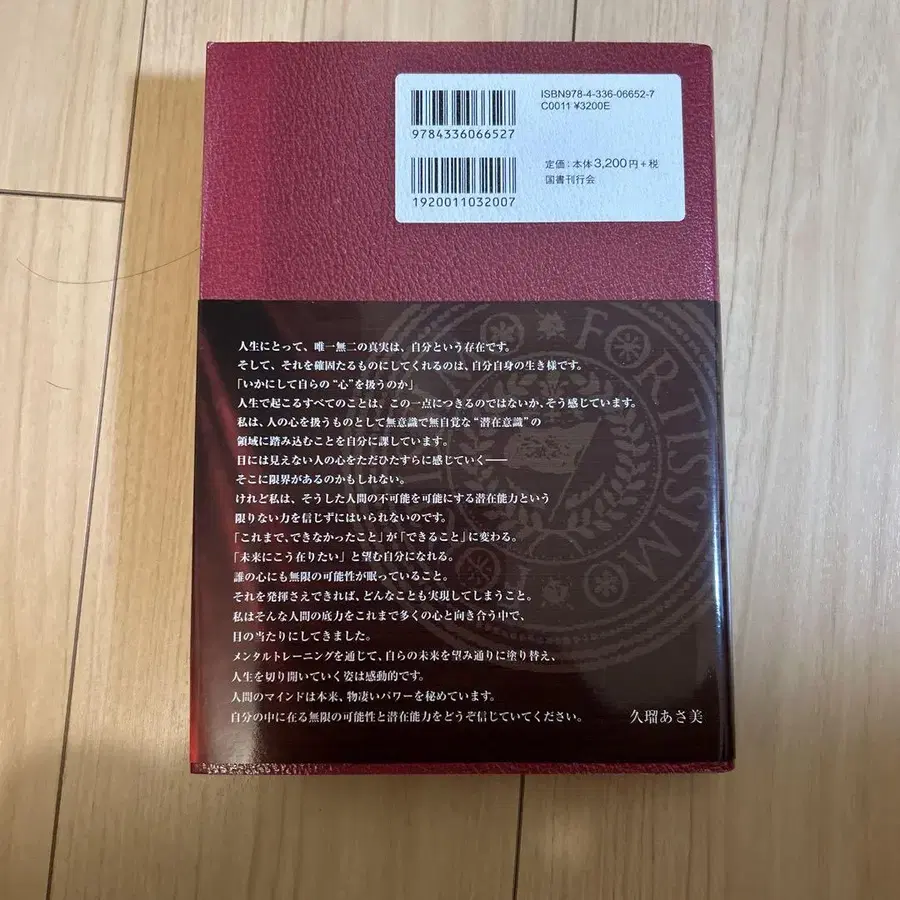 ISBN978-4-336-06652-7
C0011 ¥3200E
9784336066527
定価：本体3,200円＋税
国書刊行会
1920011032007
FORTISSIMO
人生にとって、唯一無二の真実は、自分という存在です。
そして、それを確固たるものにしてくれるのは、自分自身の生き様です。
「いかにして自らの“心”を扱うのか」
人生で起こるすべてのことは、この一点につきるのではないか、そう感じています。
私は、人の心を扱うものとして無意識で無自覚な“潜在意識”の
領域に踏み込むことを自分に課しています。
目には見えない人の心をただひたすらに感じていく――
そこに限界があるのかもしれない。
けれど私は、そうした人間の不可能を可能にする潜在能力という
限りない力を信じずにはいられないのです。
「これまで、できなかったこと」が「できること」に変わる。
「未来にこう在りたい」と望む自分になれる。
誰の心にも無限の可能性が眠っていること。
それを発揮さえできれば、どんなことも実現してしまうこと。
私はそんな人間の底力をこれまで多くの心と向き合う中で、
目の当たりにしてきました。
メンタルトレーニングを通じて、自らの未来を望み通りに塗り替え、
人生を切り開いていく姿は感動的です。
人間のマインドは本来、物凄いパワーを秘めています。
自分の中に在る無限の可能性と潜在能力をどうぞ信じていてください。
久瑠あさ美